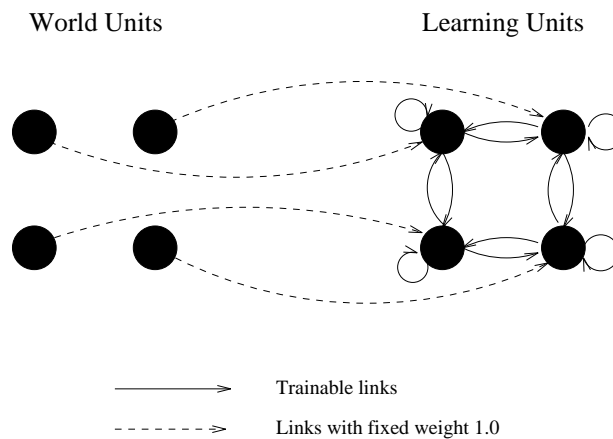 World Units
Learning Units
Trainable links
Links with fixed weight 1.0